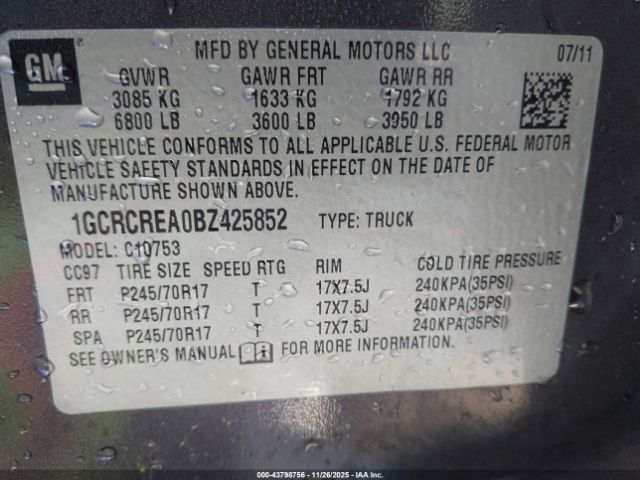 GM
MFD BY GENERAL MOTORS LLC 07/11
GVWR GAWR FRT GAWR RR
3085 KG 1633 KG 1792 KG
6800 LB 3600 LB 3950 LB
THIS VEHICLE CONFORMS TO ALL APPLICABLE U.S. FEDERAL MOTOR
VEHICLE SAFETY STANDARDS IN EFFECT ON THE DATE OF
MANUFACTURE SHOWN ABOVE.
1GCRCREA0BZ425852 TYPE: TRUCK
MODEL: C10753
CC97 TIRE SIZE SPEED RTG RIM COLD TIRE PRESSURE
FRT P245/70R17 T 17X7.5J 240KPA(35PSI)
RR P245/70R17 T 17X7.5J 240KPA(35PSI)
SPA P245/70R17 T 17X7.5J 240KPA(35PSI)
SEE OWNER'S MANUAL FOR MORE INFORMATION.
Stock #: 43798756 | 11/26/2025 | IAA, Inc.